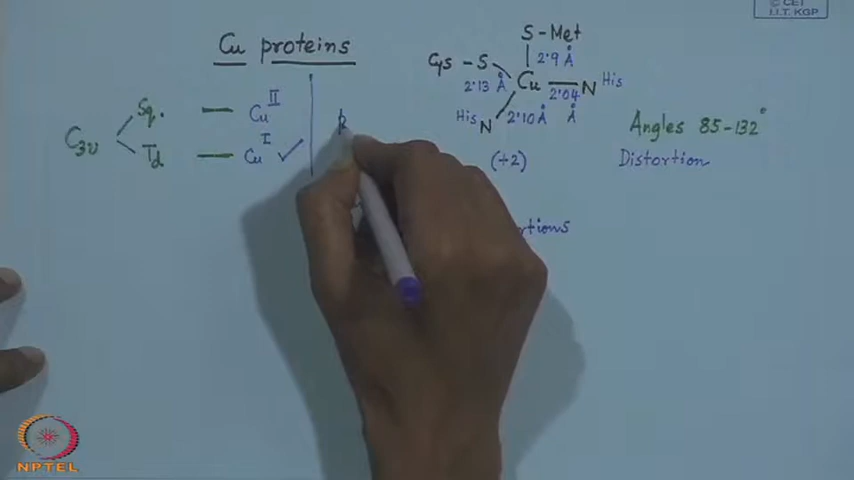 © CET
I.I.T. KGP
Cu proteins
S-Met
Cys -S
2.9 Å
2.13 Å
Cu
N His
2.04 Å
His N
2.10 Å
C3v
Sq.
Td
Cu II
Cu I ✓
(+2)
Angles 85-132°
Distortion
NPTEL